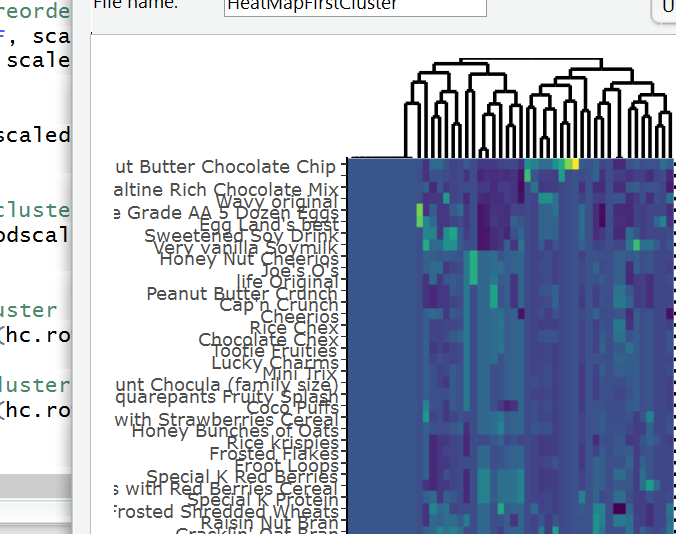 reorde
File name:
HeatMapFirstCluster
U
F, sca
scale
scaled
cluste
odscal
uster
(hc.ro
luster
(hc.ro
ut Butter Chocolate Chip
altine Rich Chocolate Mix
Wavy original
e Grade AA 5 Dozen Eggs
Egg Land's best
Sweetened Soy Drink
Very vanilla Soymilk
Honey Nut Cheerios
Joe's O's
life Original
Peanut Butter Crunch
Cap'n Crunch
Cheerios
Rice Chex
Chocolate Chex
Tootie Fruities
Lucky Charms
Mini Trix
unt Chocula (family size)
quarepants Fruity Splash
Coco Puffs
with Strawberries Cereal
Honey Bunches of Oats
Rice krispies
Frosted Flakes
Froot Loops
Special K Red Berries
s with Red Berries Cereal
Special K Protein
Frosted Shredded Wheats
Raisin Nut Bran
Cracklin' Oat Bran